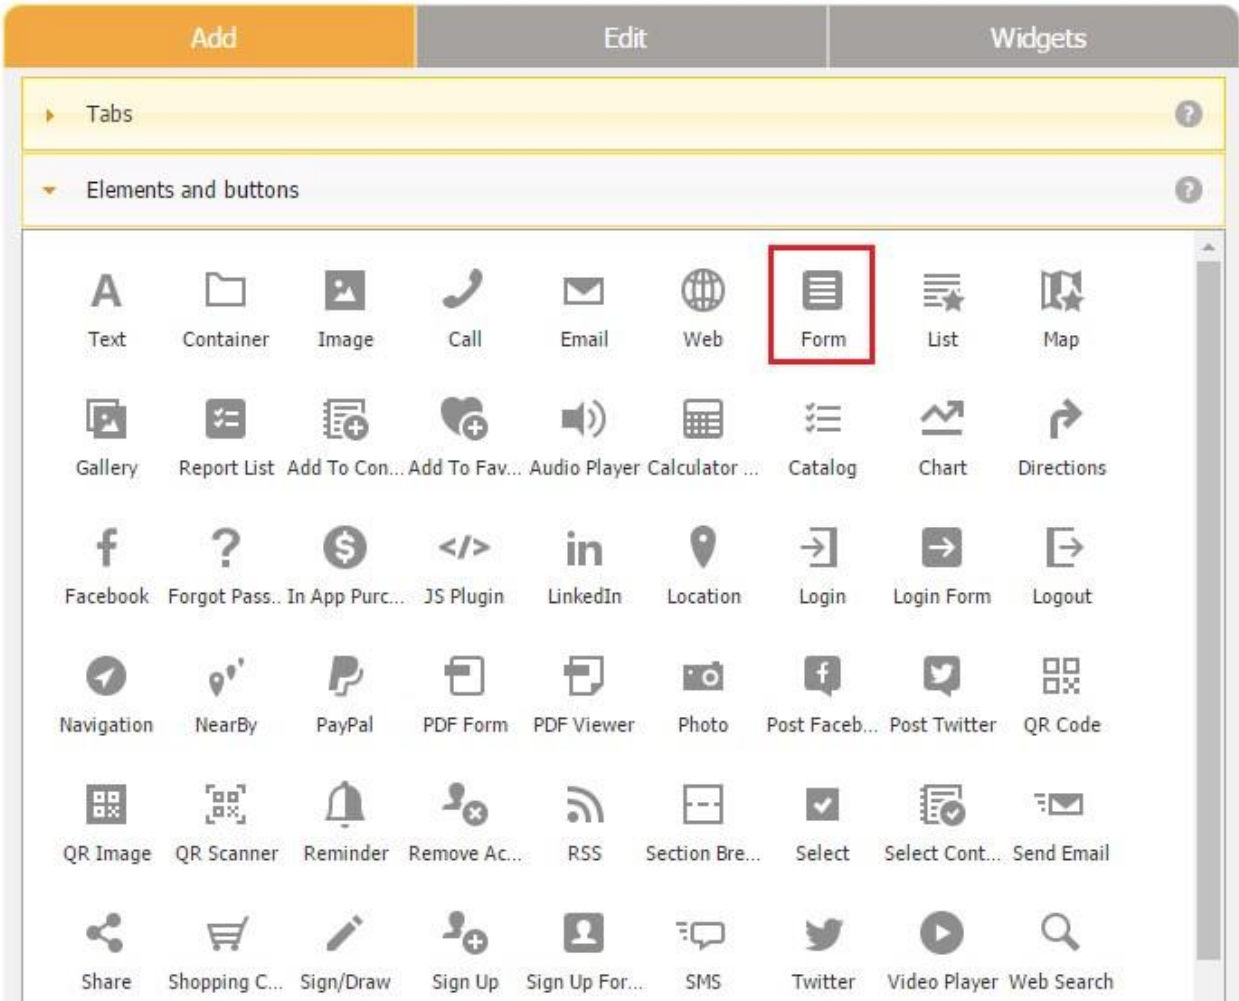 Add Edit Widgets
Tabs
Elements and buttons
Text Container Image Call Email Web Form List Map
Gallery Report List Add To Con... Add To Fav... Audio Player Calculator ... Catalog Chart Directions
Facebook Forgot Pass.. In App Purc... JS Plugin LinkedIn Location Login Login Form Logout
Navigation NearBy PayPal PDF Form PDF Viewer Photo Post Faceb... Post Twitter QR Code
QR Image QR Scanner Reminder Remove Ac... RSS Section Bre... Select Select Cont... Send Email
Share Shopping C... Sign/Draw Sign Up Sign Up For... SMS Twitter Video Player Web Search